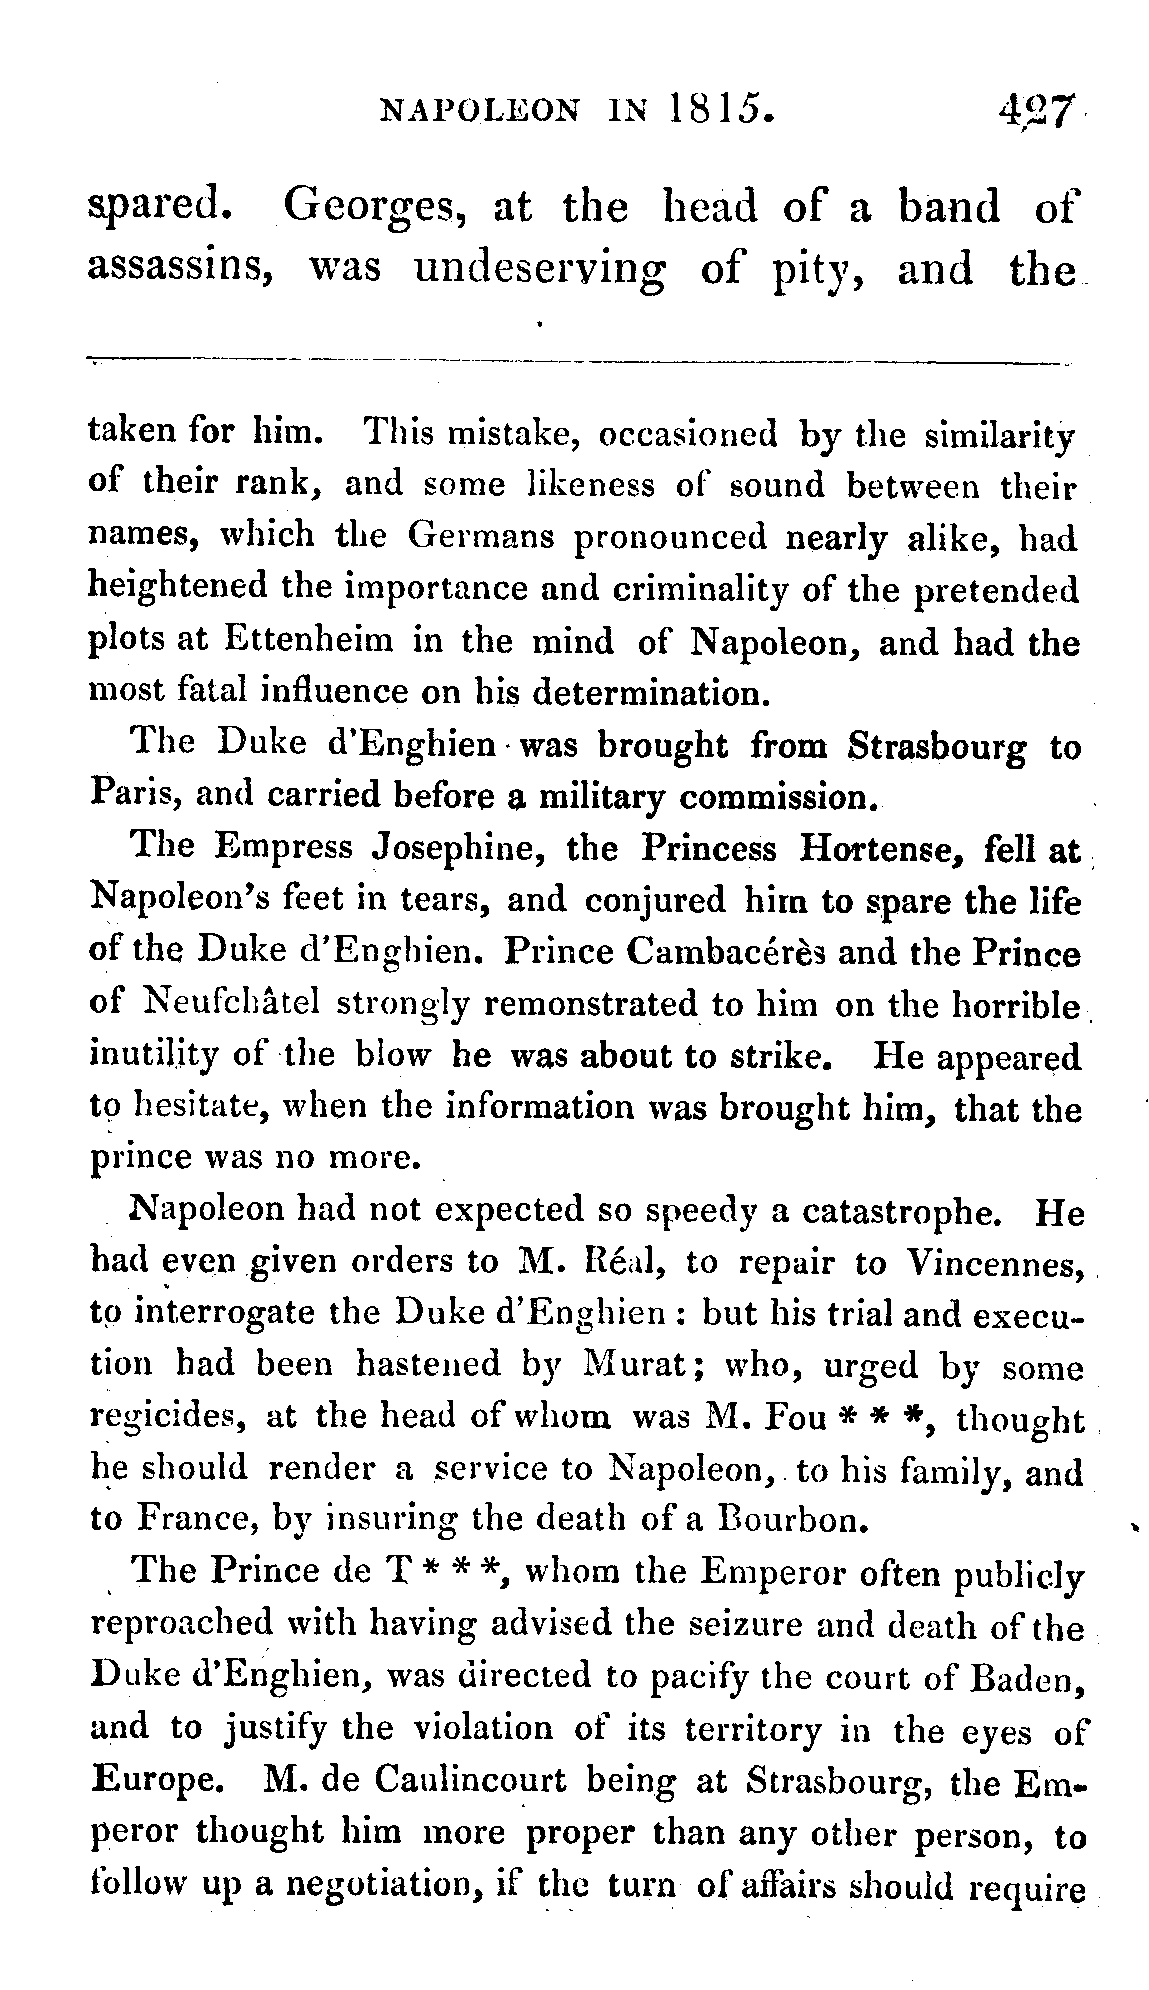 NAPOLEON IN 1815. 427
spared. Georges, at the head of a band of
assassins, was undeserving of pity, and the
taken for him. This mistake, occasioned by the similarity
of their rank, and some likeness of sound between their
names, which the Germans pronounced nearly alike, had
heightened the importance and criminality of the pretended
plots at Ettenheim in the mind of Napoleon, and had the
most fatal influence on his determination.
The Duke d'Enghien was brought from Strasbourg to
Paris, and carried before a military commission.
The Empress Josephine, the Princess Hortense, fell at
Napoleon's feet in tears, and conjured him to spare the life
of the Duke d'Enghien. Prince Cambacérès and the Prince
of Neufchâtel strongly remonstrated to him on the horrible
inutility of the blow he was about to strike. He appeared
to hesitate, when the information was brought him, that the
prince was no more.
Napoleon had not expected so speedy a catastrophe. He
had even given orders to M. Réal, to repair to Vincennes,
to interrogate the Duke d'Enghien : but his trial and execu-
tion had been hastened by Murat; who, urged by some
regicides, at the head of whom was M. Fou * * *, thought
he should render a service to Napoleon, to his family, and
to France, by insuring the death of a Bourbon.
The Prince de T * * *, whom the Emperor often publicly
reproached with having advised the seizure and death of the
Duke d'Enghien, was directed to pacify the court of Baden,
and to justify the violation of its territory in the eyes of
Europe. M. de Caulincourt being at Strasbourg, the Em-
peror thought him more proper than any other person, to
follow up a negotiation, if the turn of affairs should require